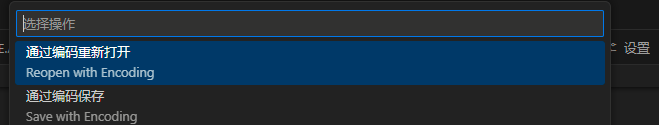 选择操作
通过编码重新打开
设置
Reopen with Encoding
通过编码保存
Save with Encoding